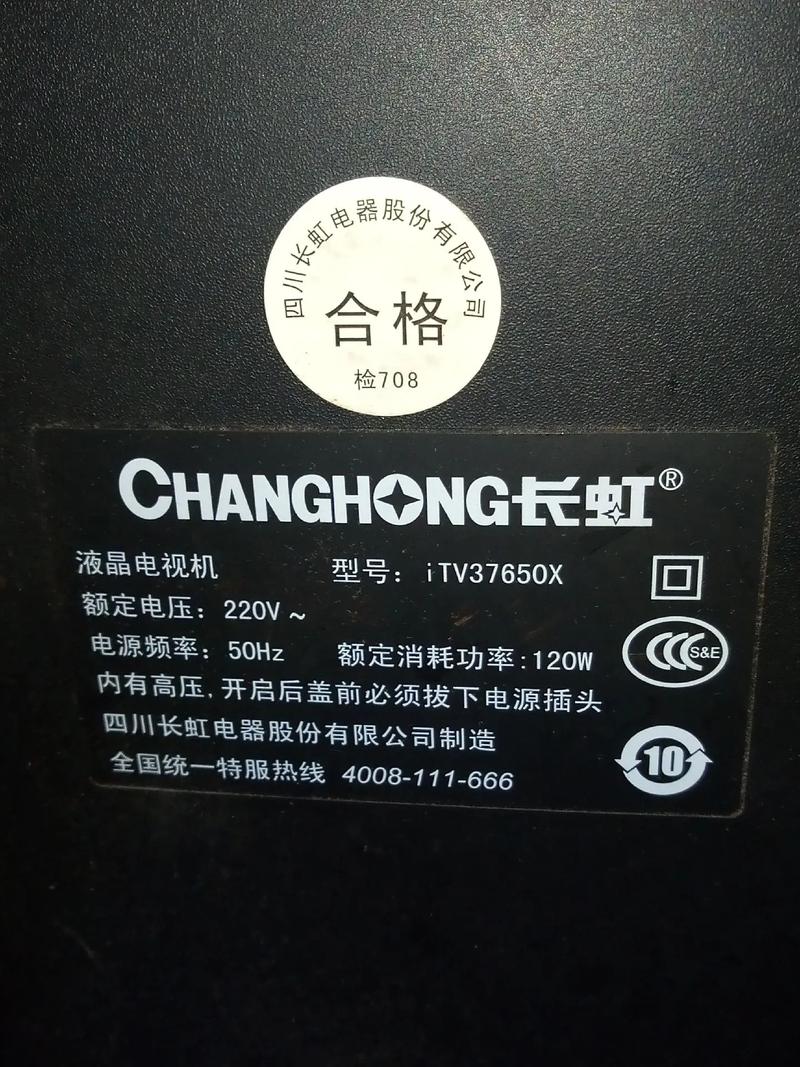 四川长虹电器股份有限公司
合格
检708
CHANGHONG长虹®
液晶电视机 型号：iTV37650X
额定电压：220V～
电源频率：50Hz 额定消耗功率:120W
内有高压,开启后盖前必须拔下电源插头
四川长虹电器股份有限公司制造
全国统一特服热线 4008-111-666
CCC S&E
10